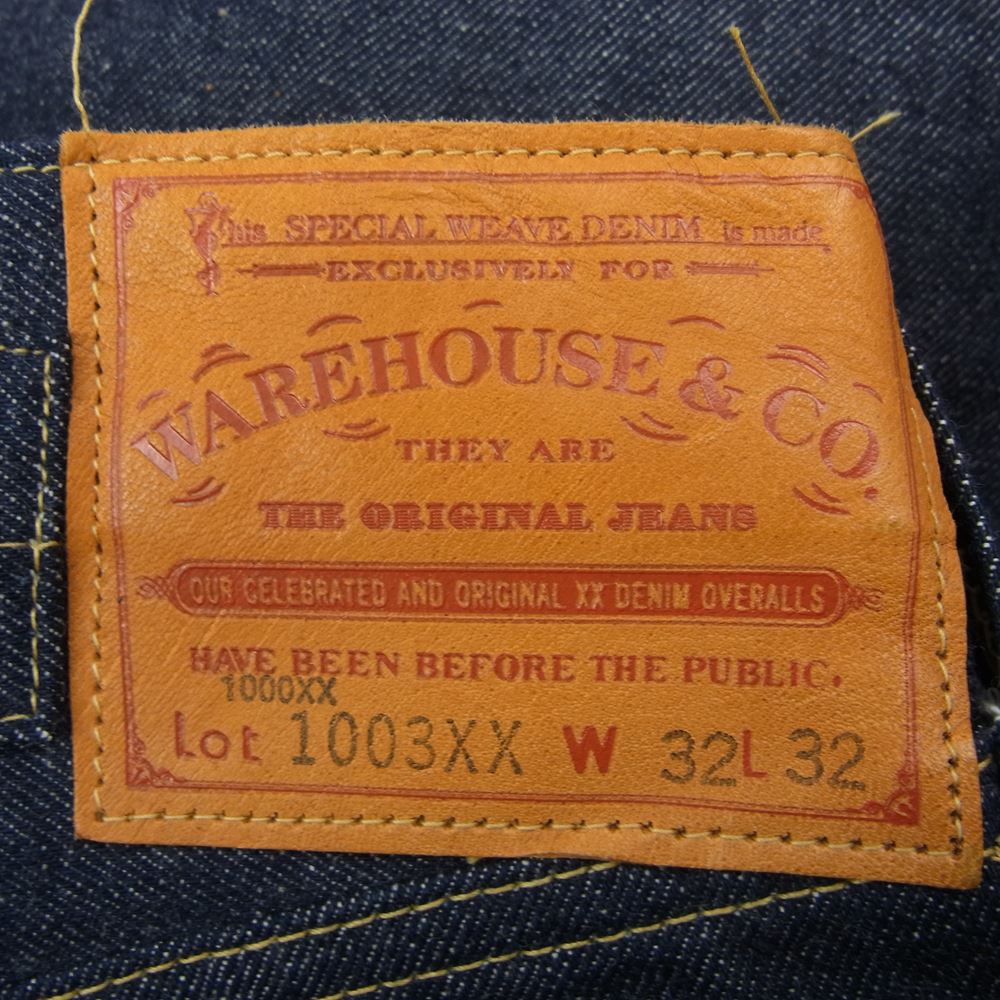 This SPECIAL WEAVE DENIM is made
EXCLUSIVELY FOR
WAREHOUSE & CO.
THEY ARE
THE ORIGINAL JEANS
OUR CELEBRATED AND ORIGINAL XX DENIM OVERALLS
HAVE BEEN BEFORE THE PUBLIC.
1000XX
Lot 1003XX W 32 L 32